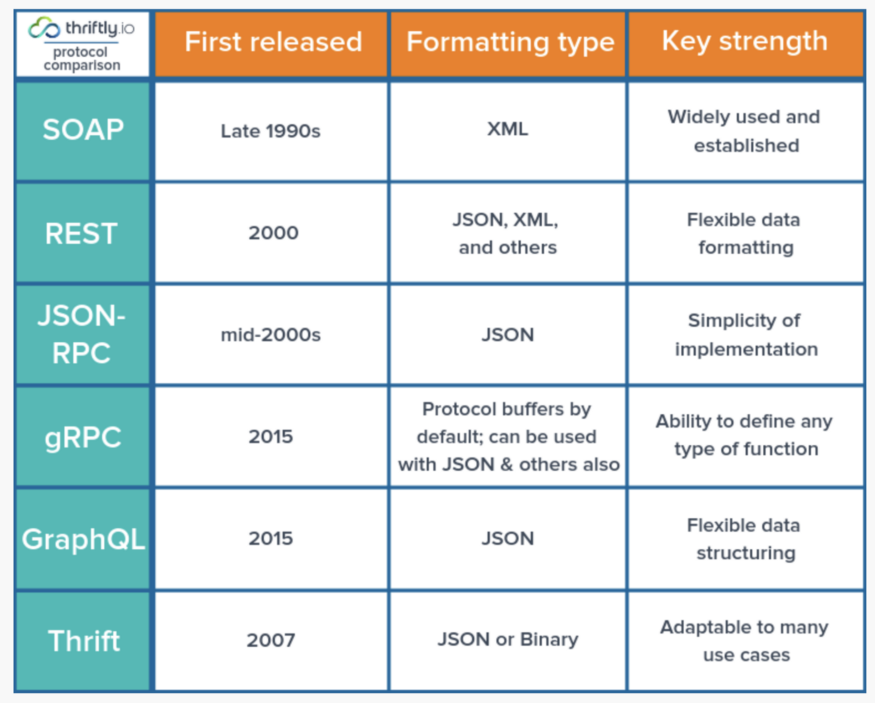 thriftly.io
protocol
comparison
First released
Formatting type
Key strength
SOAP
Late 1990s
XML
Widely used and
established
REST
2000
JSON, XML,
and others
Flexible data
formatting
JSON-
RPC
mid-2000s
JSON
Simplicity of
implementation
gRPC
2015
Protocol buffers by
default; can be used
with JSON & others also
Ability to define any
type of function
GraphQL
2015
JSON
Flexible data
structuring
Thrift
2007
JSON or Binary
Adaptable to many
use cases